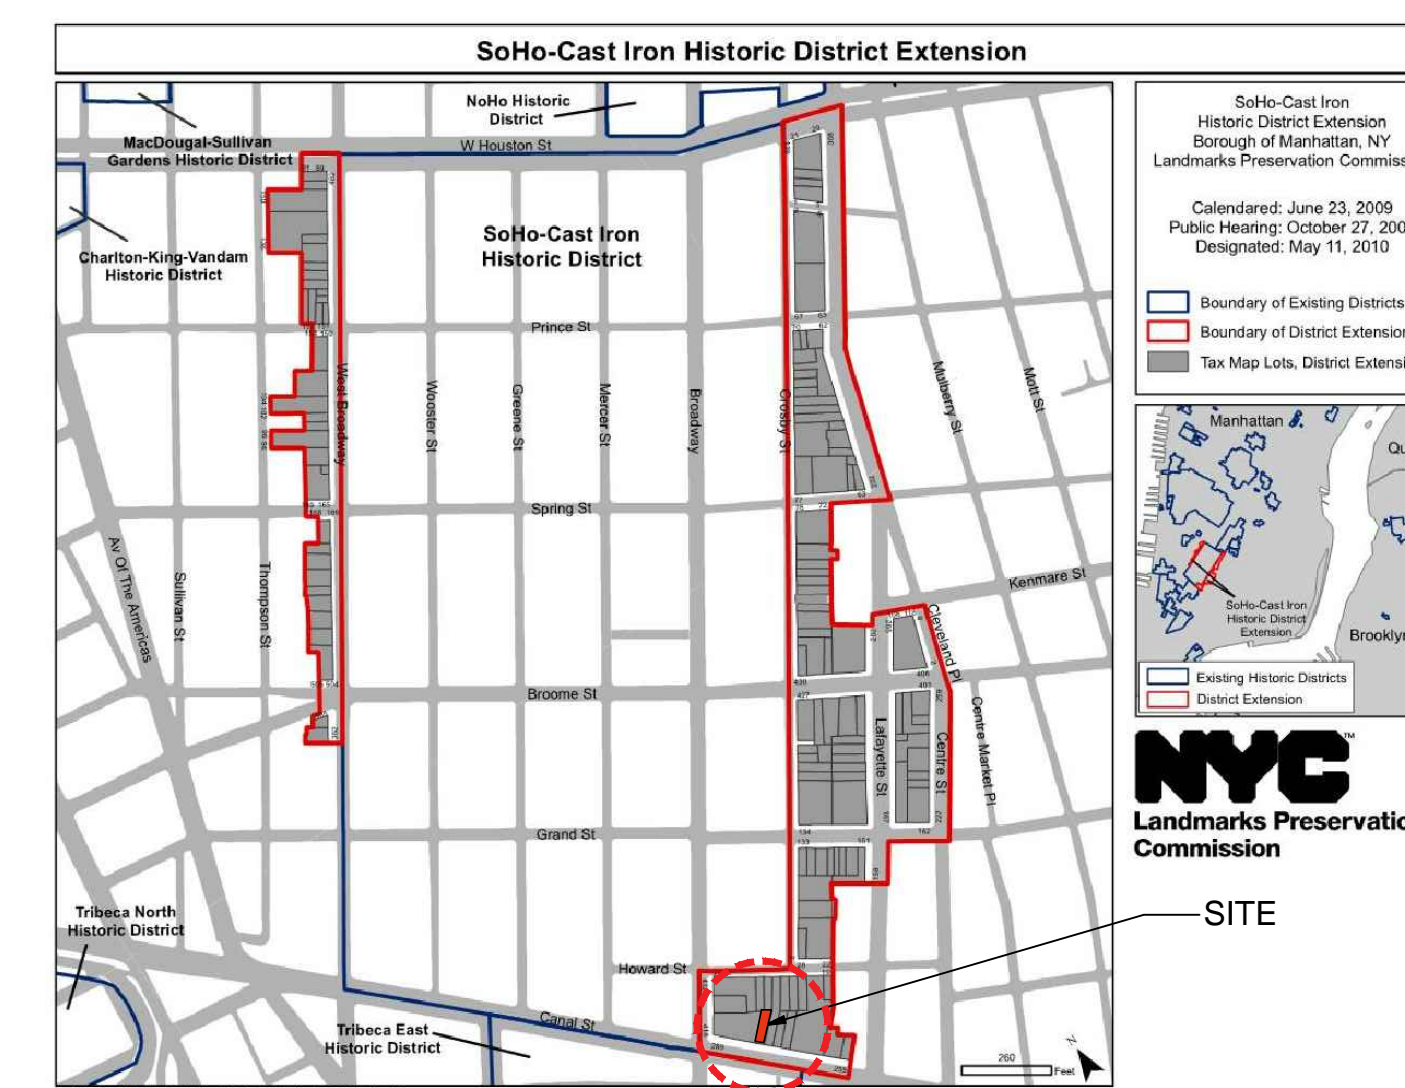 SoHo-Cast Iron Historic District Extension
NoHo Historic
District
MacDougal-Sullivan
Gardens Historic District
W Houston St
SoHo-Cast Iron
Historic District
Charlton-King-Vandam
Historic District
Prince St
West Broadway
Wooster St
Greene St
Mercer St
Broadway
Crosby St
Mulberry St
Mott St
Spring St
Av Of The Americas
Sullivan St
Thompson St
Kenmare St
Cleveland Pl
Broome St
Lafayette St
Centre St
Centre Market Pl
Grand St
Tribeca North
Historic District
Howard St
Canal St
Tribeca East
Historic District
260
Feet
SoHo-Cast Iron
Historic District Extension
Borough of Manhattan, NY
Landmarks Preservation Commis
Calendared: June 23, 2009
Public Hearing: October 27, 200
Designated: May 11, 2010
Boundary of Existing Districts
Boundary of District Extension
Tax Map Lots, District Extensi
Manhattan
Qu
SoHo-Cast Iron
Historic District
Extension
Brookly
Existing Historic Districts
District Extension
NYC™
Landmarks Preservatio
Commission
SITE